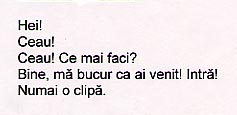 Hei!
Ceau!
Ceau! Ce mai faci?
Bine, mă bucur ca ai venit! Intră!
Numai o clipă.